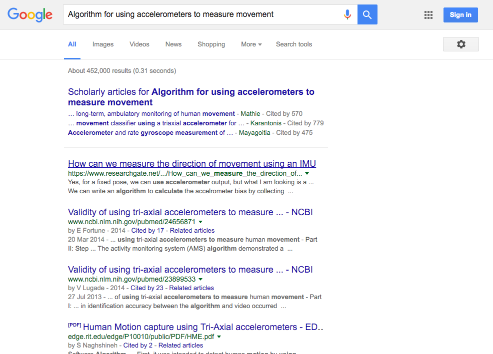 Google
Algorithm for using accelerometers to measure movement
Sign in
All Images Videos News Shopping More Search tools
About 452,000 results (0.31 seconds)
Scholarly articles for Algorithm for using accelerometers to
measure movement
... long-term, ambulatory monitoring of human movement - Mathie - Cited by 570
... movement classifier using a triaxial accelerometer for ... - Karantonis - Cited by 779
Accelerometer and rate gyroscope measurement of ... - Mayagoitia - Cited by 475
How can we measure the direction of movement using an IMU
https://www.researchgate.net/.../How_can_we_measure_the_direction_of...
Yes, for a fixed pose, we can use accelerometer output, but what I am looking is a ...
We can write an algorithm to calculate the accelerometer bias by collecting ...
Validity of using tri-axial accelerometers to measure ... - NCBI
www.ncbi.nlm.nih.gov/pubmed/24656871
by E Fortune - 2014 - Cited by 17 - Related articles
20 Mar 2014 - ... using tri-axial accelerometers to measure human movement - Part
II: Step ... The activity monitoring system (AMS) algorithm demonstrated a ...
Validity of using tri-axial accelerometers to measure ... - NCBI
www.ncbi.nlm.nih.gov/pubmed/23899533
by V Lugade - 2014 - Cited by 23 - Related articles
27 Jul 2013 - ... of using tri-axial accelerometers to measure human movement - Part
I: ... in identification accuracy between the algorithm and video occurred ...
[PDF] Human Motion capture using Tri-Axial accelerometers - ED...
edge.rit.edu/edge/P10010/public/PDF/HME.pdf
by S Naghshineh - Cited by 2 - Related articles